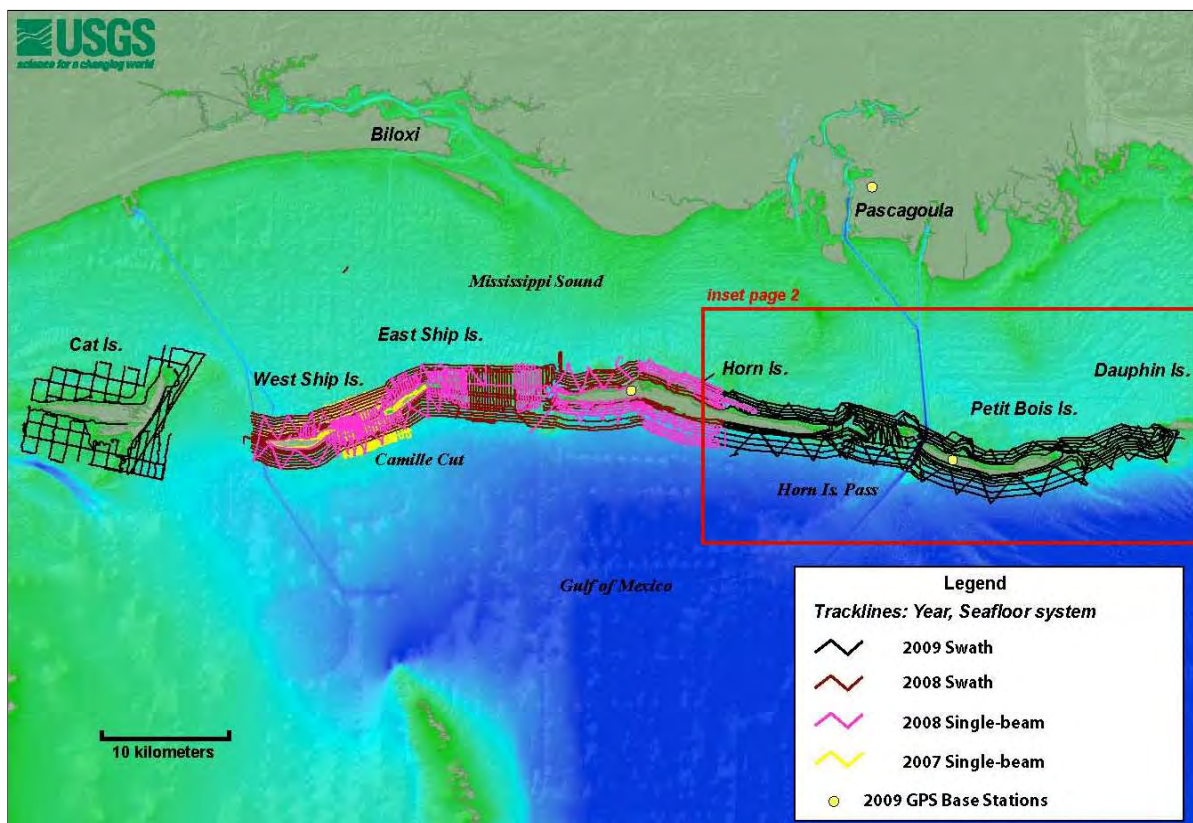 USGS
science for a changing world
Biloxi
Pascagoula
Mississippi Sound
inset page 2
East Ship Is.
Cat Is.
West Ship Is.
Horn Is.
Dauphin Is.
Petit Bois Is.
Camille Cut
Horn Is. Pass
Gulf of Mexico
10 kilometers
Legend
Tracklines: Year, Seafloor system
2009 Swath
2008 Swath
2008 Single-beam
2007 Single-beam
2009 GPS Base Stations